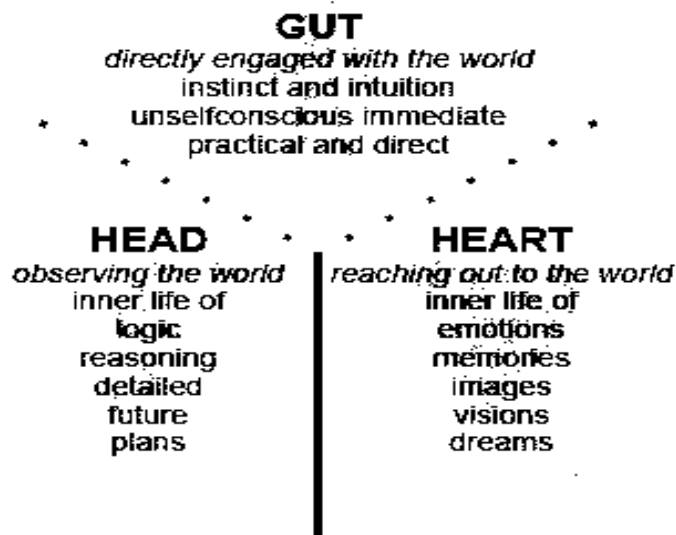 GUT
directly engaged with the world
instinct and intuition
unselfconscious immediate
practical and direct
HEAD
observing the world
inner life of
logic
reasoning
detailed
future
plans
HEART
reaching out to the world
inner life of
emotions
memories
images
visions
dreams